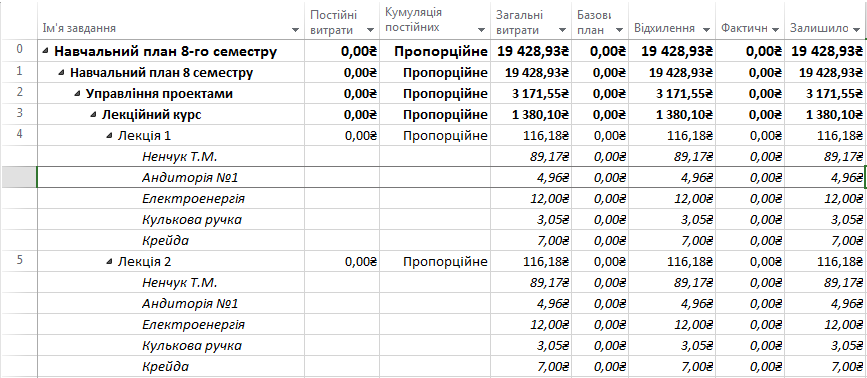 Ім'я завдання Постійні витрати Кумуляція постійних Загальні витрати Базови план Відхилення Фактичн Залишило
0 Навчальний план 8-го семестру 0,00₴ Пропорційне 19 428,93₴ 0,00₴ 19 428,93₴ 0,00₴ 19 428,93₴
1 Навчальний план 8 семестру 0,00₴ Пропорційне 19 428,93₴ 0,00₴ 19 428,93₴ 0,00₴ 19 428,93₴
2 Управління проектами 0,00₴ Пропорційне 3 171,55₴ 0,00₴ 3 171,55₴ 0,00₴ 3 171,55₴
3 Лекційний курс 0,00₴ Пропорційне 1 380,10₴ 0,00₴ 1 380,10₴ 0,00₴ 1 380,10₴
4 Лекція 1 0,00₴ Пропорційне 116,18₴ 0,00₴ 116,18₴ 0,00₴ 116,18₴
Ненчук Т.М. 89,17₴ 0,00₴ 89,17₴ 0,00₴ 89,17₴
Андиторія №1 4,96₴ 0,00₴ 4,96₴ 0,00₴ 4,96₴
Електроенергія 12,00₴ 0,00₴ 12,00₴ 0,00₴ 12,00₴
Кулькова ручка 3,05₴ 0,00₴ 3,05₴ 0,00₴ 3,05₴
Крейда 7,00₴ 0,00₴ 7,00₴ 0,00₴ 7,00₴
5 Лекція 2 0,00₴ Пропорційне 116,18₴ 0,00₴ 116,18₴ 0,00₴ 116,18₴
Ненчук Т.М. 89,17₴ 0,00₴ 89,17₴ 0,00₴ 89,17₴
Андиторія №1 4,96₴ 0,00₴ 4,96₴ 0,00₴ 4,96₴
Електроенергія 12,00₴ 0,00₴ 12,00₴ 0,00₴ 12,00₴
Кулькова ручка 3,05₴ 0,00₴ 3,05₴ 0,00₴ 3,05₴
Крейда 7,00₴ 0,00₴ 7,00₴ 0,00₴ 7,00₴